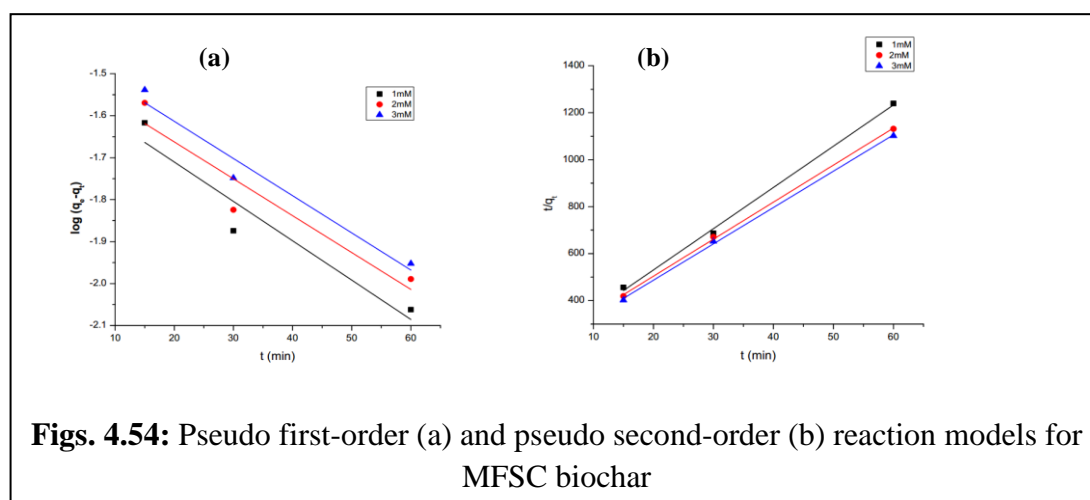 (a)
1mM
2mM
3mM
-1.5
-1.6
-1.7
-1.8
-1.9
-2.0
-2.1
log (qe-qt)
10 20 30 40 50 60
t (min)
(b)
1mM
2mM
3mM
1400
1200
1000
800
600
400
t/qt
10 20 30 40 50 60
t (min)
Figs. 4.54: Pseudo first-order (a) and pseudo second-order (b) reaction models for
MFSC biochar